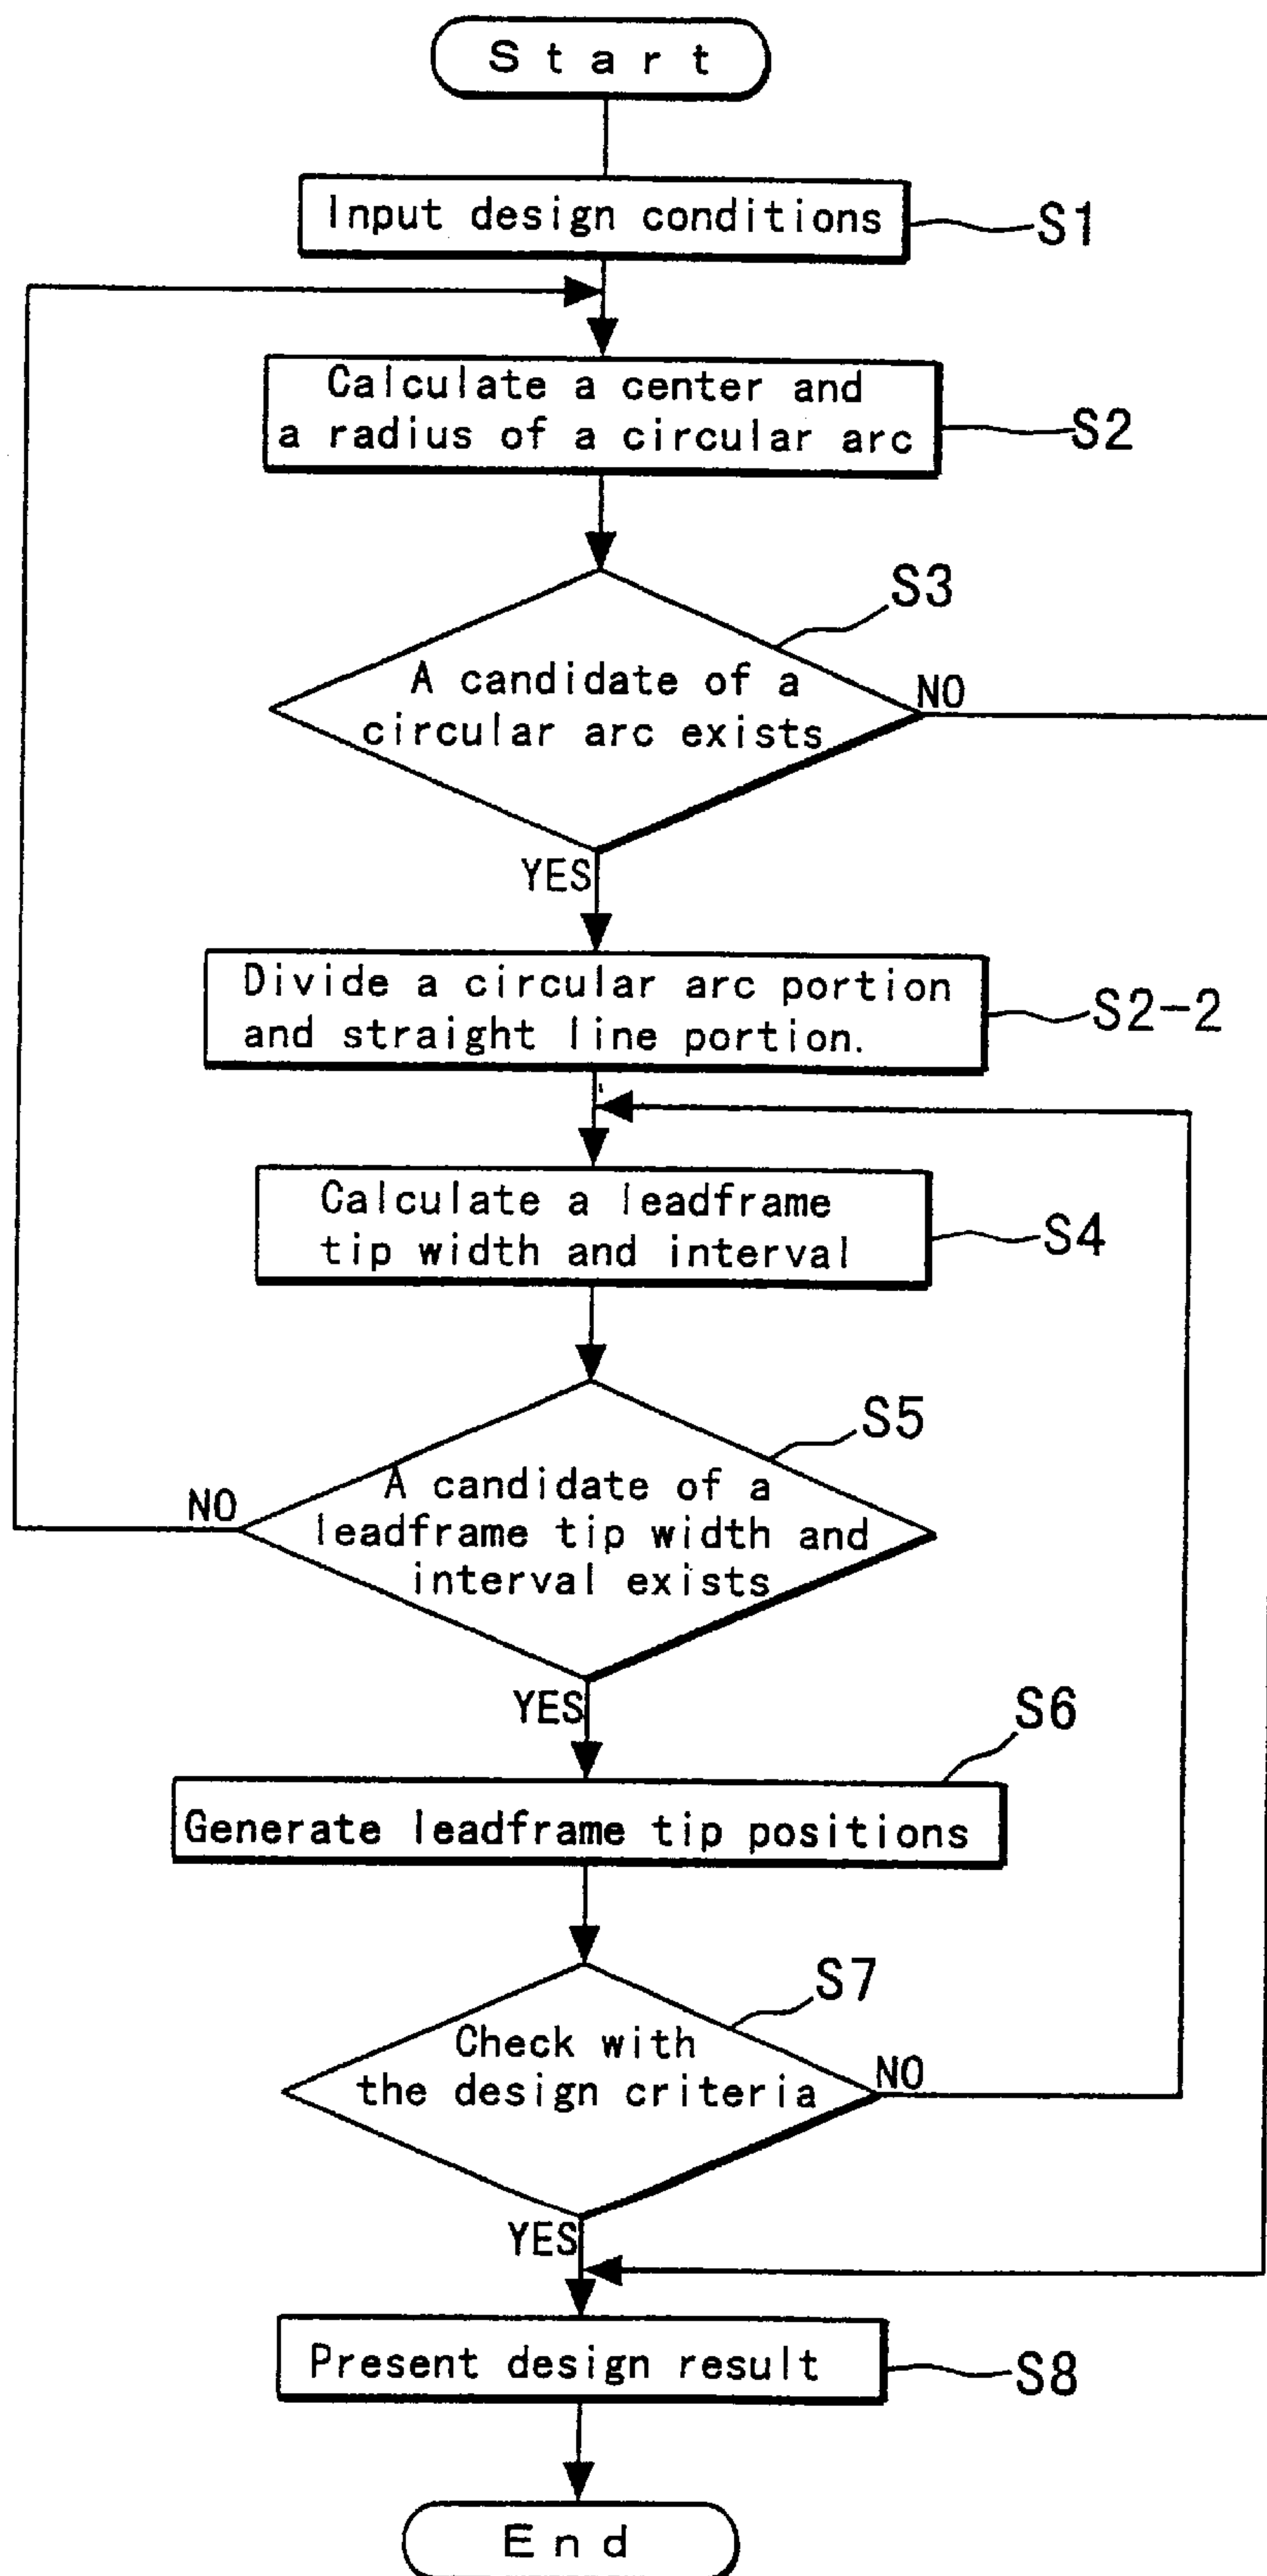 Start
Input design conditions
S1
Calculate a center and
a radius of a circular arc
S2
S3
A candidate of a
circular arc exists
NO
YES
Divide a circular arc portion
and straight line portion.
S2-2
Calculate a leadframe
tip width and interval
S4
S5
A candidate of a
leadframe tip width and
interval exists
NO
YES
S6
Generate leadframe tip positions
S7
Check with
the design criteria
NO
YES
Present design result
S8
End